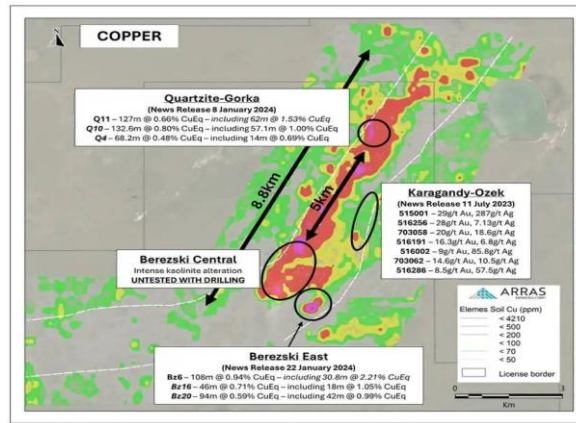 COPPER
N
Quartzite-Gorka
(News Release 8 January 2024)
Q11 – 127m @ 0.66% CuEq – including 62m @ 1.53% CuEq
Q10 – 132.6m @ 0.80% CuEq – including 57.1m @ 1.00% CuEq
Q4 – 68.2m @ 0.48% CuEq – including 14m @ 0.69% CuEq
8.8km
5km
Karagandy-Ozek
(News Release 11 July 2023)
515001 – 29g/t Au, 287g/t Ag
516256 – 28g/t Au, 7.13g/t Ag
703058 – 20g/t Au, 18.6g/t Ag
516191 – 16.3g/t Au, 6.8g/t Ag
516002 – 9g/t Au, 85.8g/t Ag
703062 – 14.6g/t Au, 10.5g/t Ag
516286 – 8.5g/t Au, 57.5g/t Ag
Berezski Central
Intense kaolinite alteration
UNTESTED WITH DRILLING
ARRAS
Elemes Soil Cu (ppm)
< 4210
< 500
< 200
< 100
< 70
< 50
License border
Berezski East
(News Release 22 January 2024)
Bz6 – 108m @ 0.94% CuEq – including 30.8m @ 2.21% CuEq
Bz16 – 46m @ 0.71% CuEq – including 18m @ 1.05% CuEq
Bz20 – 94m @ 0.59% CuEq – including 42m @ 0.99% CuEq
0
3
Km